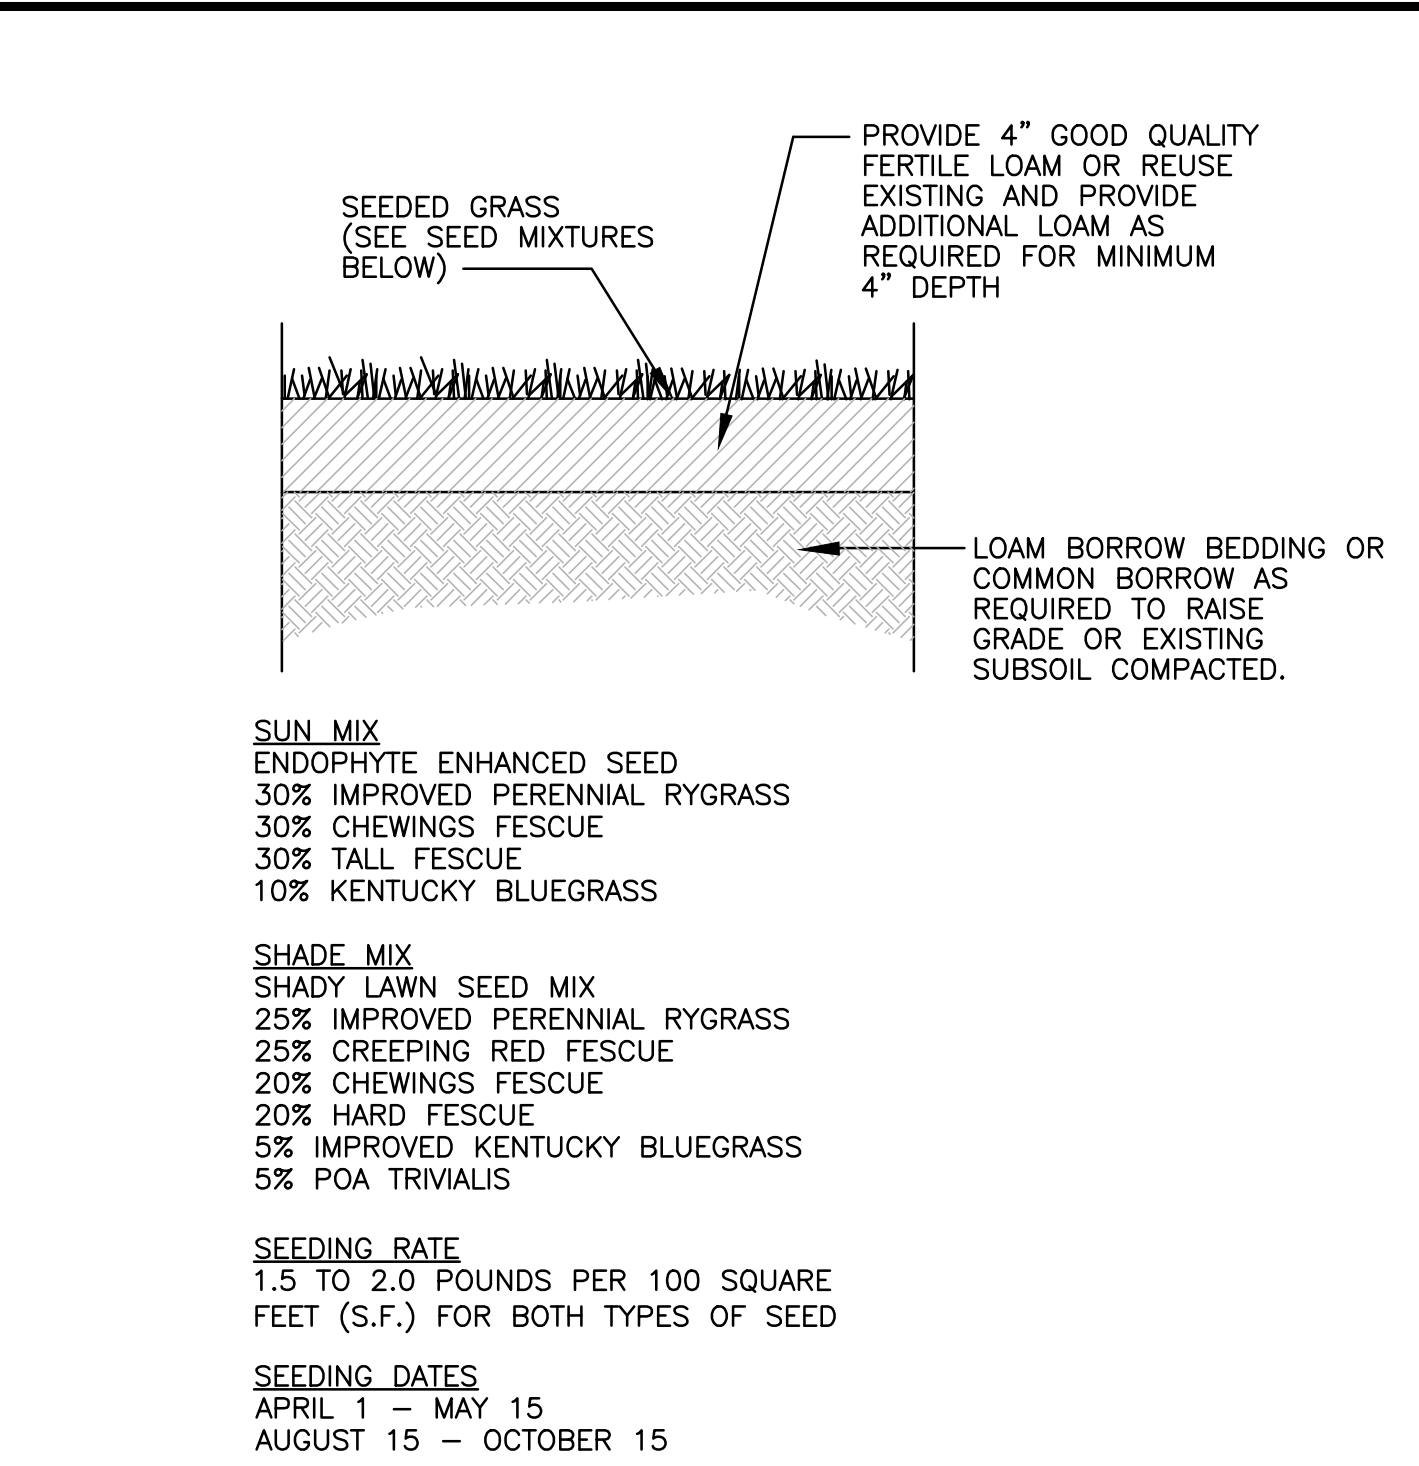 PROVIDE 4” GOOD QUALITY
FERTILE LOAM OR REUSE
EXISTING AND PROVIDE
ADDITIONAL LOAM AS
REQUIRED FOR MINIMUM
4” DEPTH
SEEDED GRASS
(SEE SEED MIXTURES
BELOW)
LOAM BORROW BEDDING OR
COMMON BORROW AS
REQUIRED TO RAISE
GRADE OR EXISTING
SUBSOIL COMPACTED.
SUN MIX
ENDOPHYTE ENHANCED SEED
30% IMPROVED PERENNIAL RYGRASS
30% CHEWINGS FESCUE
30% TALL FESCUE
10% KENTUCKY BLUEGRASS
SHADE MIX
SHADY LAWN SEED MIX
25% IMPROVED PERENNIAL RYGRASS
25% CREEPING RED FESCUE
20% CHEWINGS FESCUE
20% HARD FESCUE
5% IMPROVED KENTUCKY BLUEGRASS
5% POA TRIVIALIS
SEEDING RATE
1.5 TO 2.0 POUNDS PER 100 SQUARE
FEET (S.F.) FOR BOTH TYPES OF SEED
SEEDING DATES
APRIL 1 – MAY 15
AUGUST 15 – OCTOBER 15